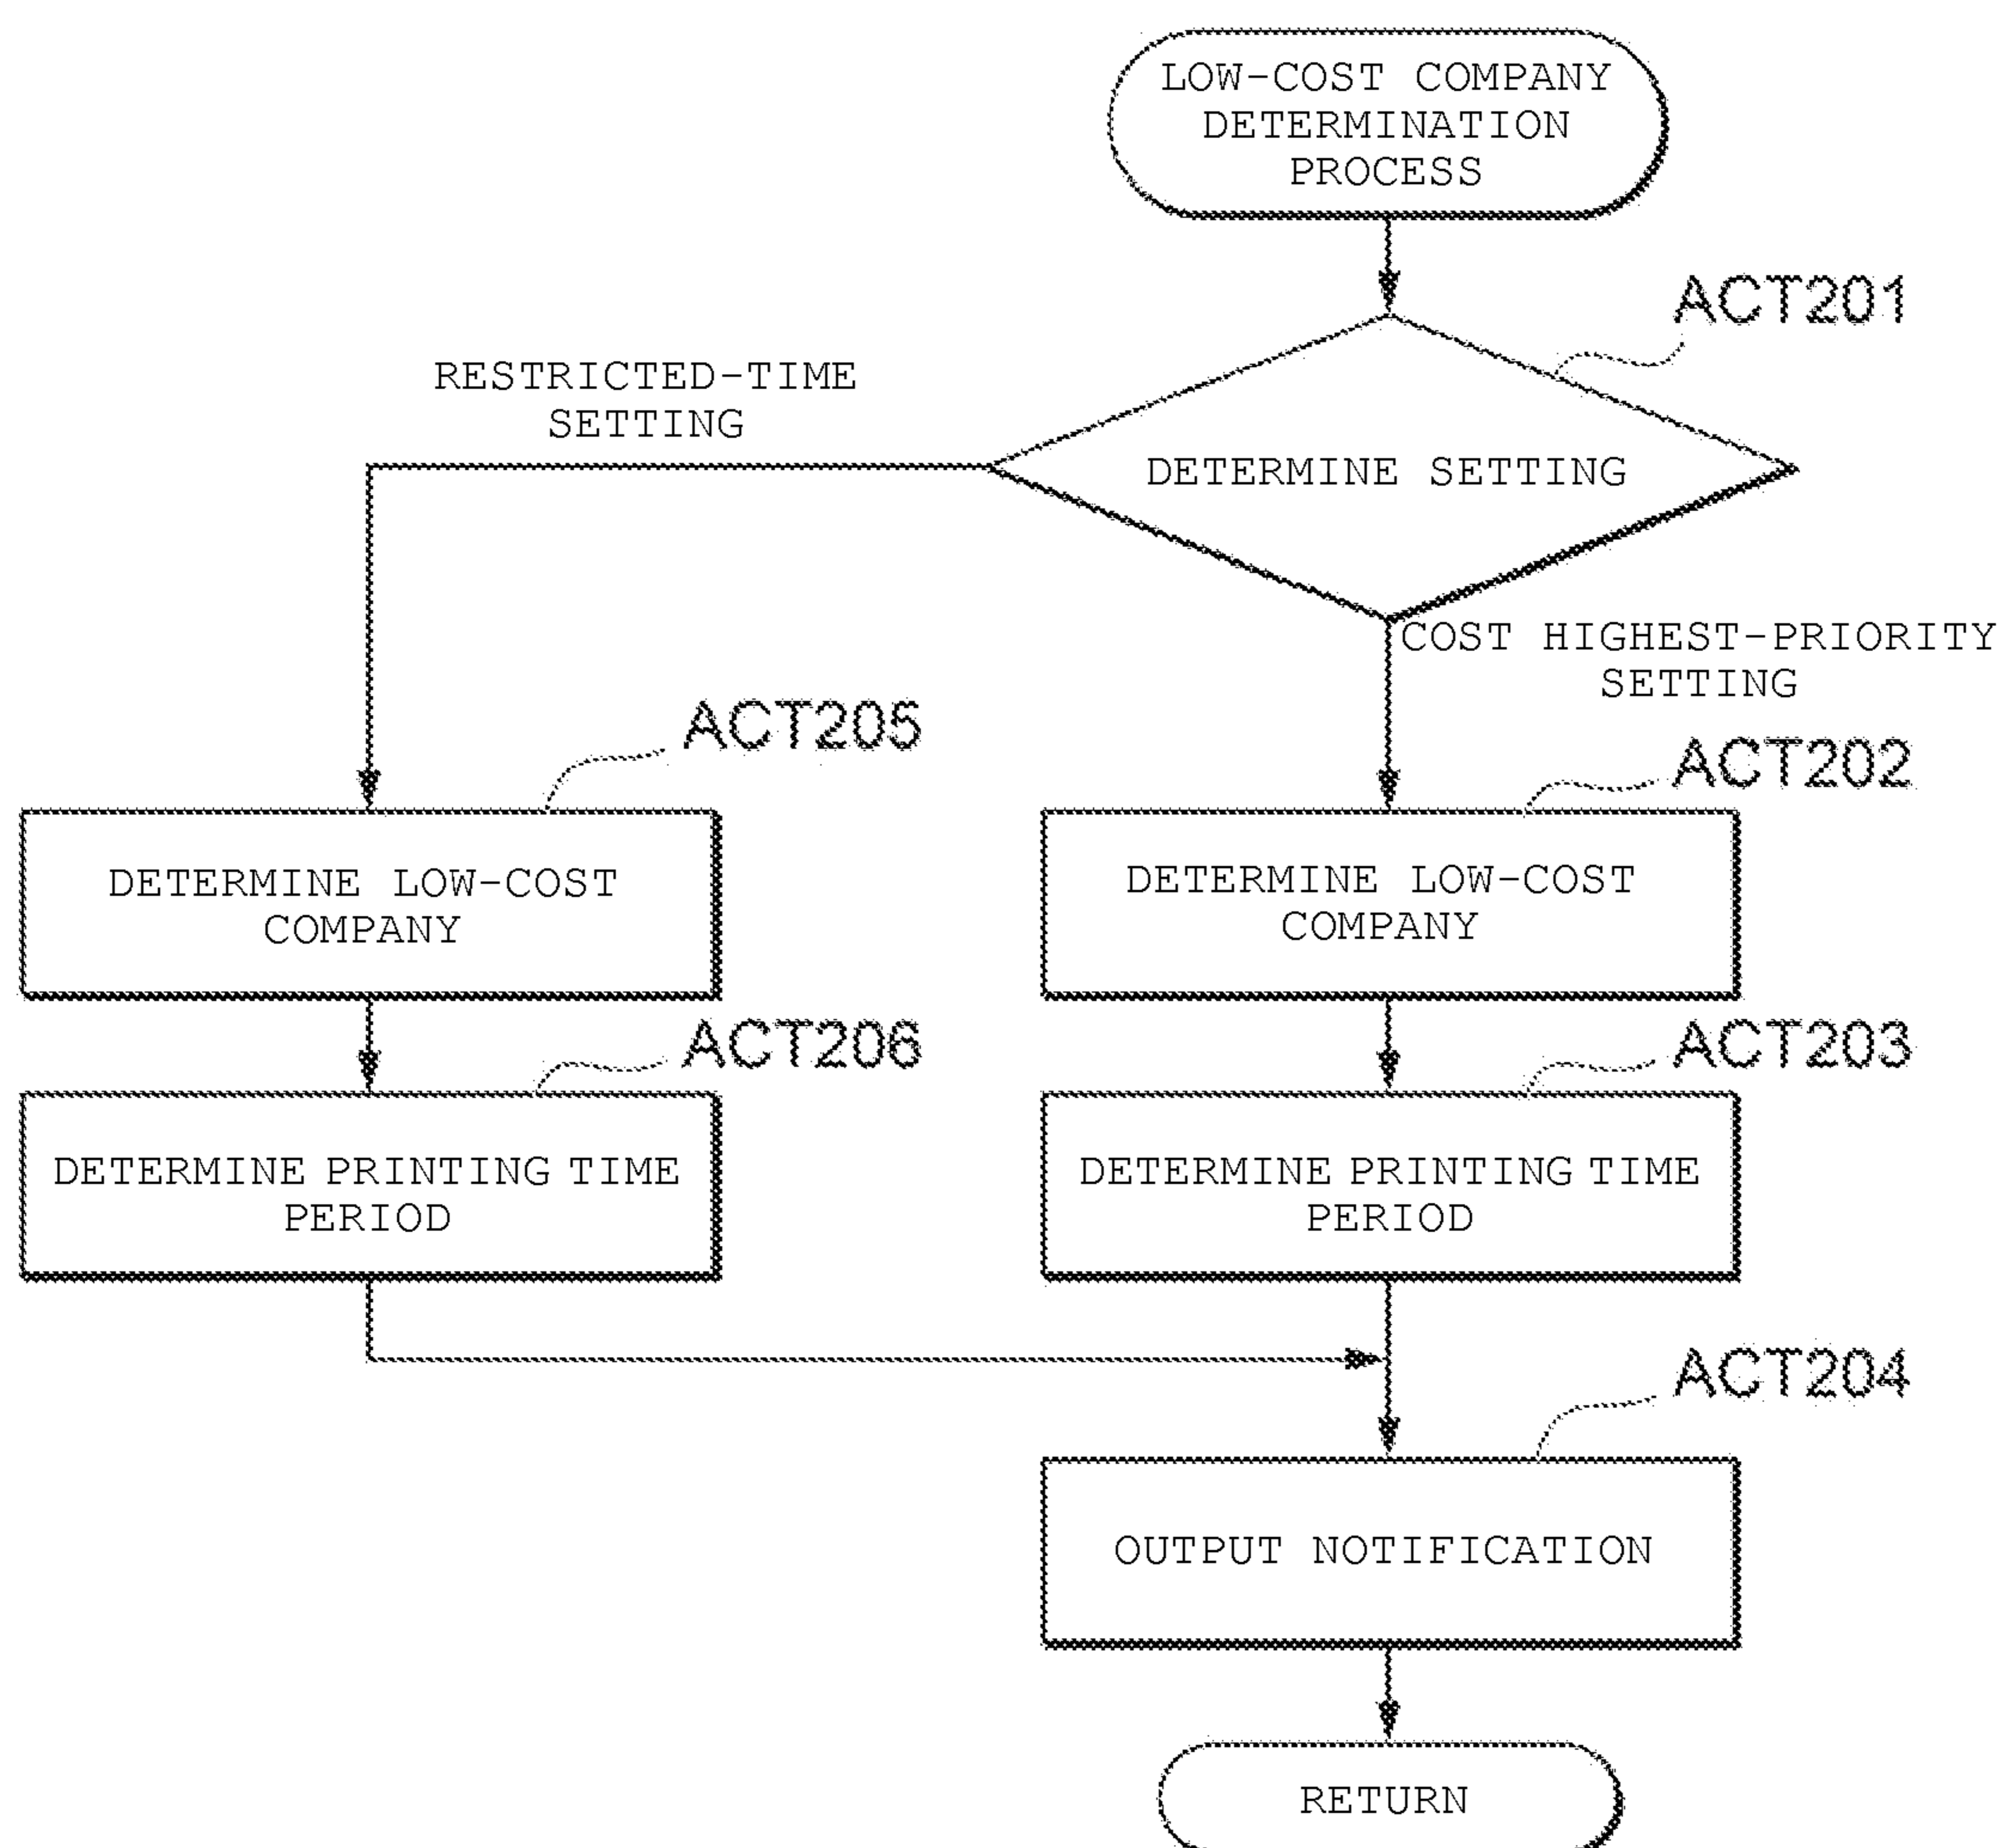 LOW-COST COMPANY
DETERMINATION
PROCESS
ACT201
RESTRICTED-TIME
SETTING
DETERMINE SETTING
COST HIGHEST-PRIORITY
SETTING
ACT205
ACT202
DETERMINE LOW-COST
COMPANY
DETERMINE LOW-COST
COMPANY
ACT206
ACT203
DETERMINE PRINTING TIME
PERIOD
DETERMINE PRINTING TIME
PERIOD
ACT204
OUTPUT NOTIFICATION
RETURN